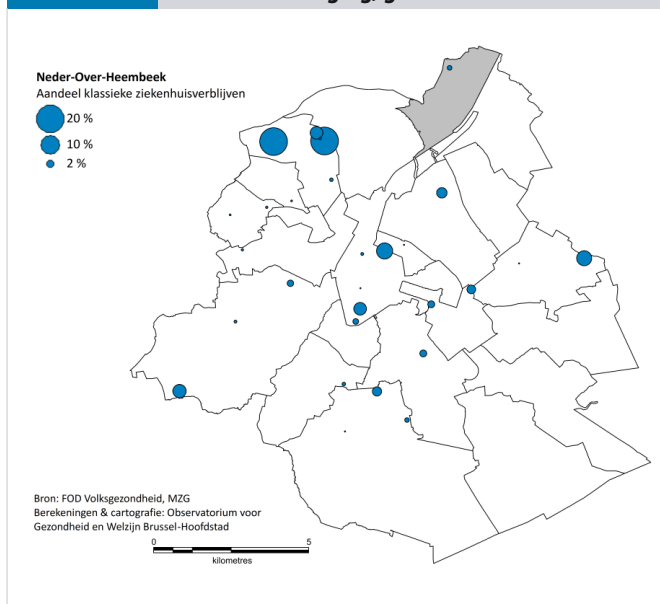 Neder-Over-Heembeek
Aandeel klassieke ziekenhuisverblijven
20 %
10 %
2 %
Bron: FOD Volksgezondheid, MZG
Berekeningen & cartografie: Observatorium voor
Gezondheid en Welzijn Brussel-Hoofdstad
0 5
kilometres